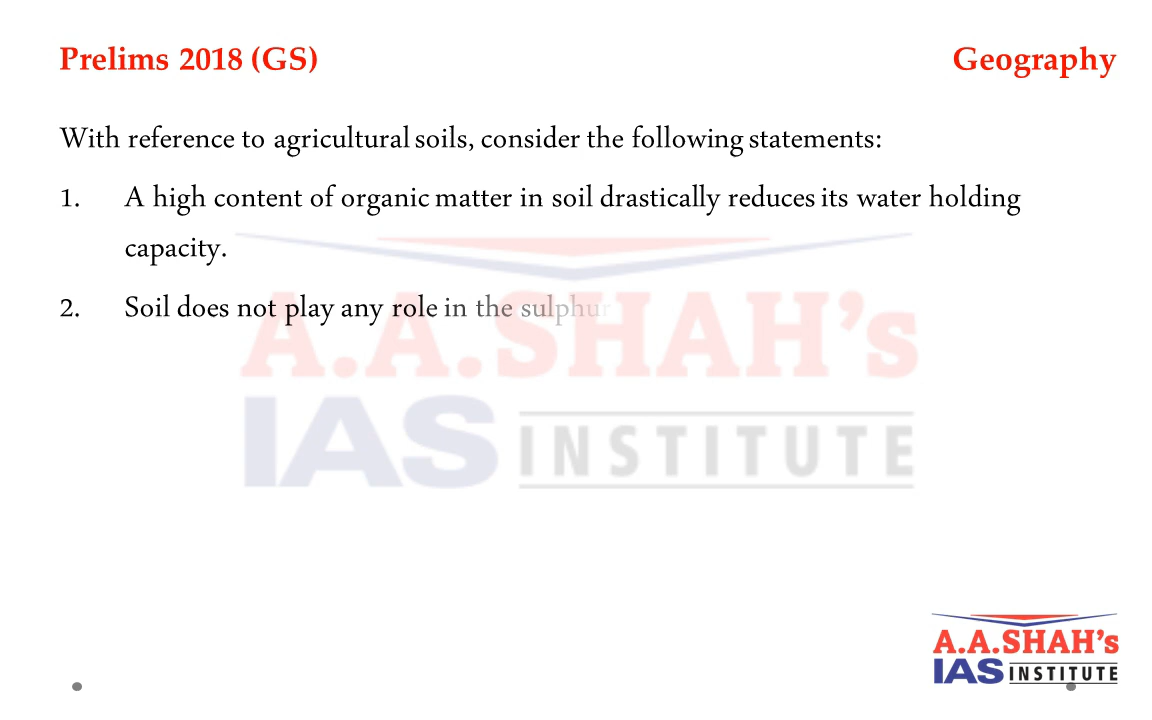 Prelims 2018 (GS) Geography
With reference to agricultural soils, consider the following statements:
1. A high content of organic matter in soil drastically reduces its water holding
capacity.
2. Soil does not play any role in the sulphur
A.A.SHAH's
IAS INSTITUTE
A.A.SHAH's
IAS INSTITUTE